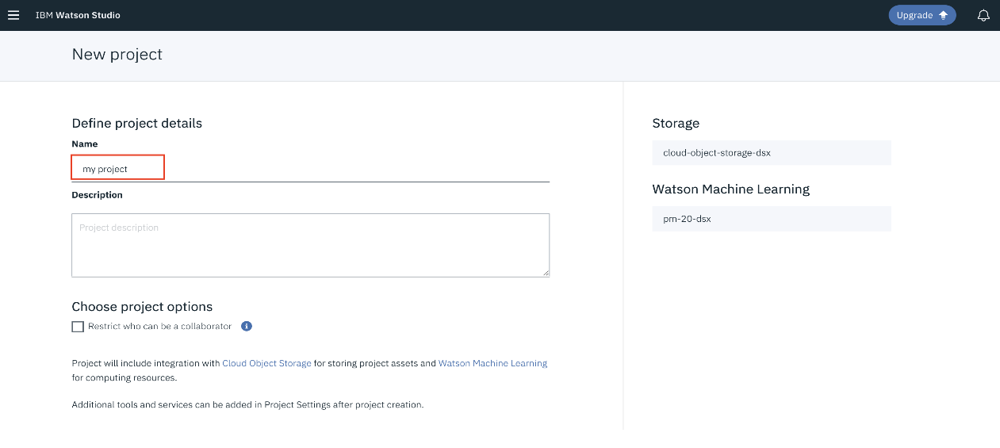 IBM Watson Studio
Upgrade
New project
Define project details
Name
my project
Description
Project description
Choose project options
Restrict who can be a collaborator
Project will include integration with Cloud Object Storage for storing project assets and Watson Machine Learning
for computing resources.
Additional tools and services can be added in Project Settings after project creation.
Storage
cloud-object-storage-dsx
Watson Machine Learning
pm-20-dsx